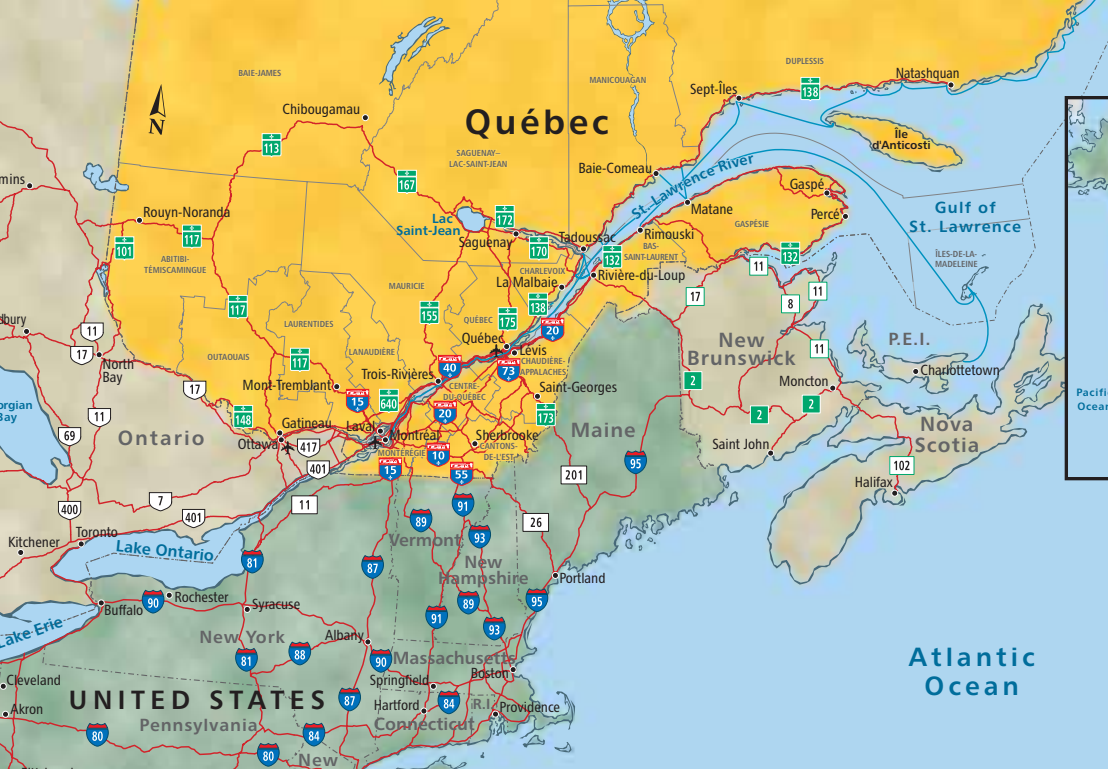 BAIE-JAMES
MANICOUAGAN
DUPLESSIS
Natashquan
Sept-Îles
138
Chibougamau
Québec
N
113
SAGUENAY–
LAC-SAINT-JEAN
Île
d'Anticosti
Baie-Comeau
St. Lawrence River
mins
167
Gaspé
Rouyn-Noranda
Lac
Saint-Jean
172
Matane
Percé
Gulf of
St. Lawrence
GASPÉSIE
117
101
Saguenay
170
Tadoussac
Rimouski
132
BAS-
SAINT-LAURENT
132
ABITIBI-
TÉMISCAMINGUE
ÎLES-DE-LA-
MADELEINE
CHARLEVOIX
La Malbaie
Rivière-du-Loup
11
MAURICIE
17
8
11
117
155
138
175
QUÉBEC
LAURENTIDES
20
dbury
11
17
Québec
New
Brunswick
P.E.I.
11
OUTAOUAIS
117
LANAUDIÈRE
Lévis
North
Bay
40
73
CHAUDIÈRE-
APPALACHES
Trois-Rivières
Charlottetown
Mont-Tremblant
17
CENTRE-
DU-QUÉBEC
Saint-Georges
2
Moncton
15
640
20
173
2
2
Pacific
Ocean
orgian
Bay
11
148
Gatineau
Laval
Nova
Scotia
69
Ontario
Ottawa
417
Montréal
Sherbrooke
Maine
Saint John
MONTÉRÉGIE
10
CANTONS-
DE-L'EST
401
15
55
201
95
102
Halifax
7
11
91
400
401
89
26
Toronto
Kitchener
Lake Ontario
Vermont
93
81
87
New
Hampshire
Portland
90
Rochester
Syracuse
89
95
Buffalo
91
93
Lake Erie
New York
Albany
81
88
90
Massachusetts
Boston
Atlantic
Ocean
Cleveland
Springfield
UNITED STATES
87
Hartford
84
R.I.
Providence
Akron
Pennsylvania
Connecticut
80
84
80
New